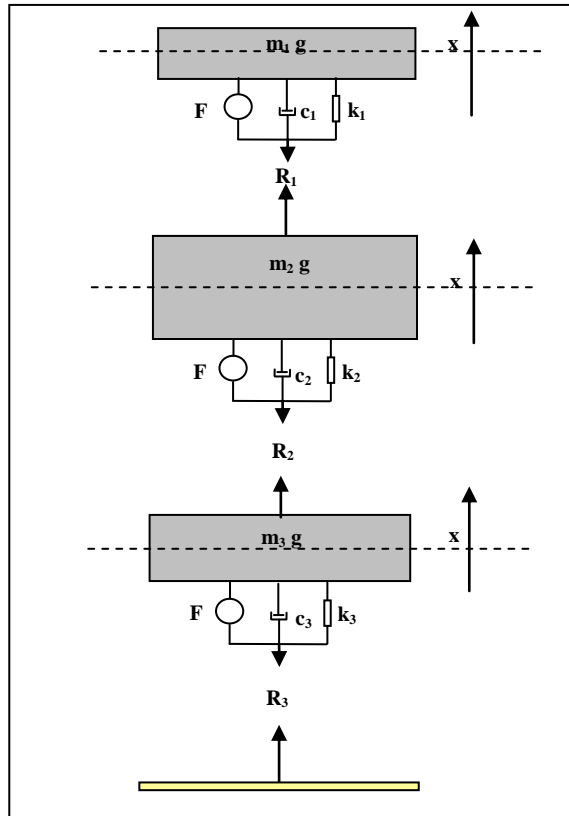 m₁ g
x
F
c₁
k₁
R₁
m₂ g
x
F
c₂
k₂
R₂
m₃ g
x
F
c₃
k₃
R₃